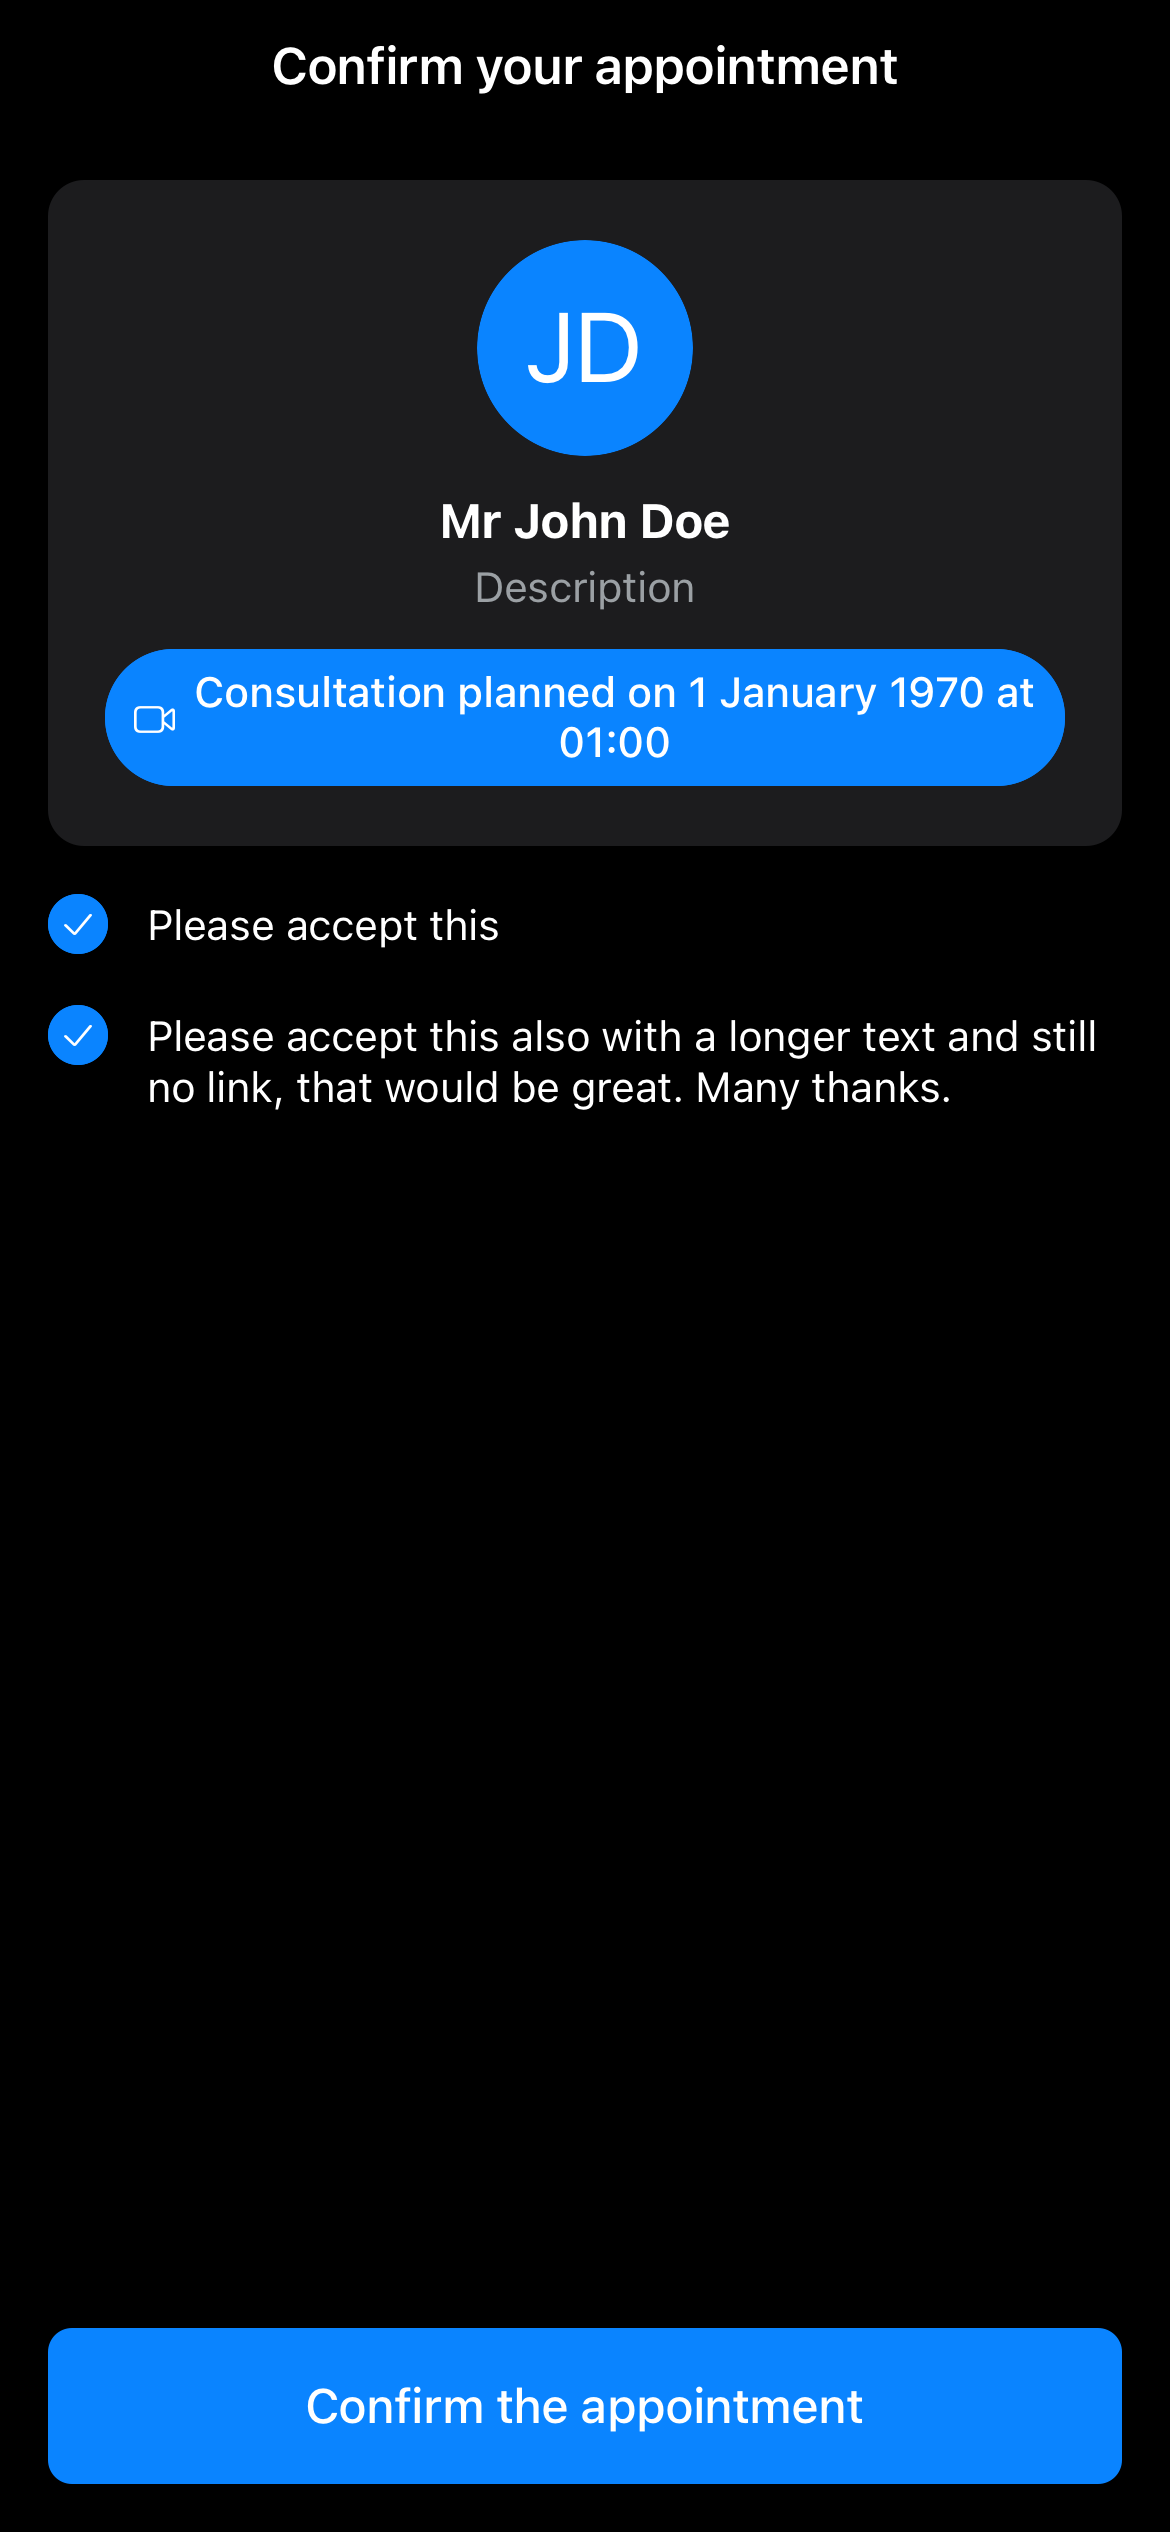 Confirm your appointment
JD
Mr John Doe
Description
Consultation planned on 1 January 1970 at
01:00
Please accept this
Please accept this also with a longer text and still
no link, that would be great. Many thanks.
Confirm the appointment